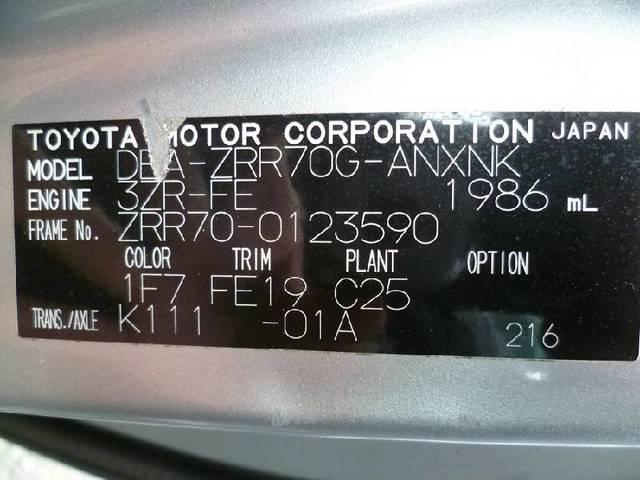 TOYOTA MOTOR CORPORATION JAPAN
MODEL DBA-ZRR70G-ANXNK
ENGINE 3ZR-FE 1986 mL
FRAME No. ZRR70-0123590
COLOR TRIM PLANT OPTION
1F7 FE19 C25
TRANS./AXLE K111 -01A 216